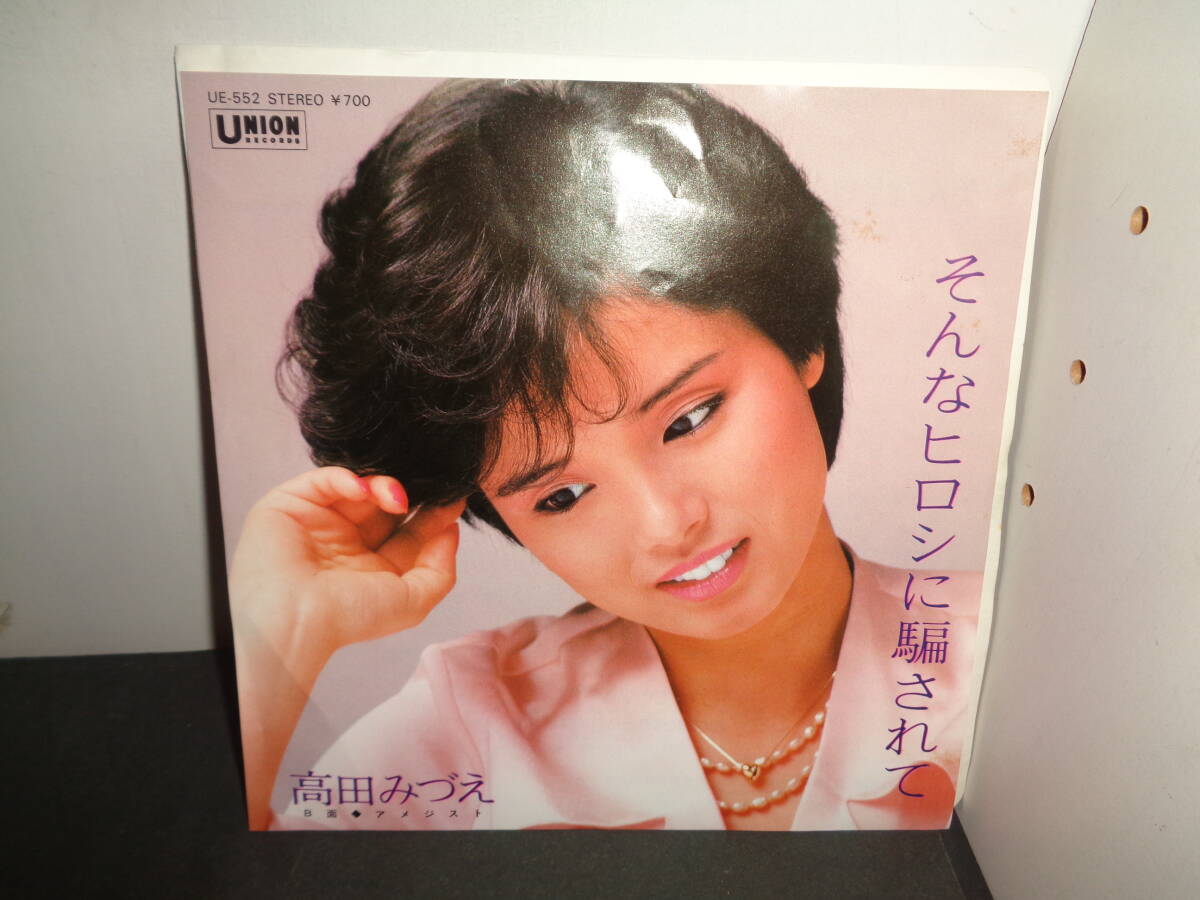 UE-552 STEREO ¥700
UNION
RECORDS
そんなヒロシに騙されて
高田みづえ
B面◆アメジスト